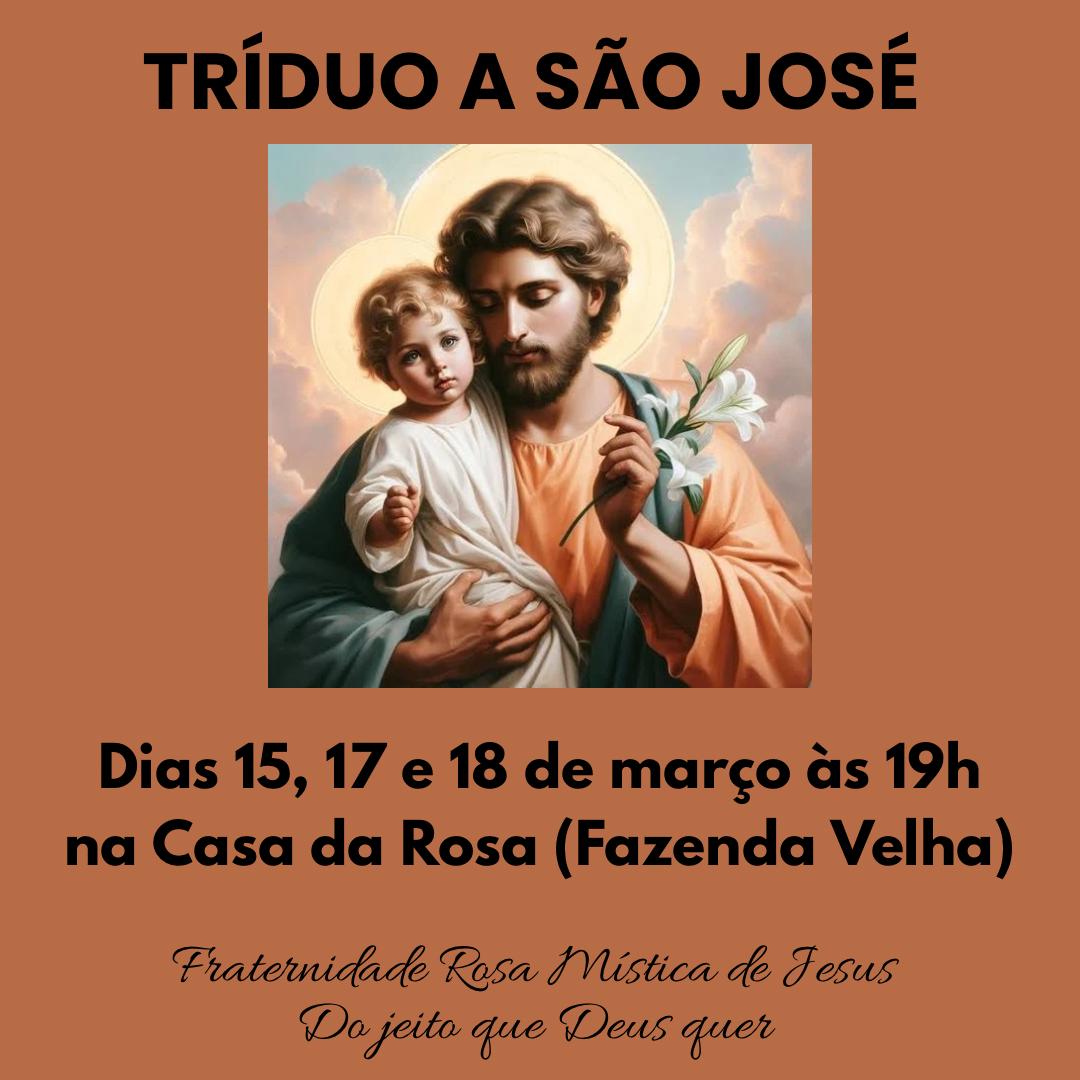 TRÍDUO A SÃO JOSÉ
Dias 15, 17 e 18 de março às 19h
na Casa da Rosa (Fazenda Velha)
Fraternidade Rosa Mística de Jesus
Do jeito que Deus quer